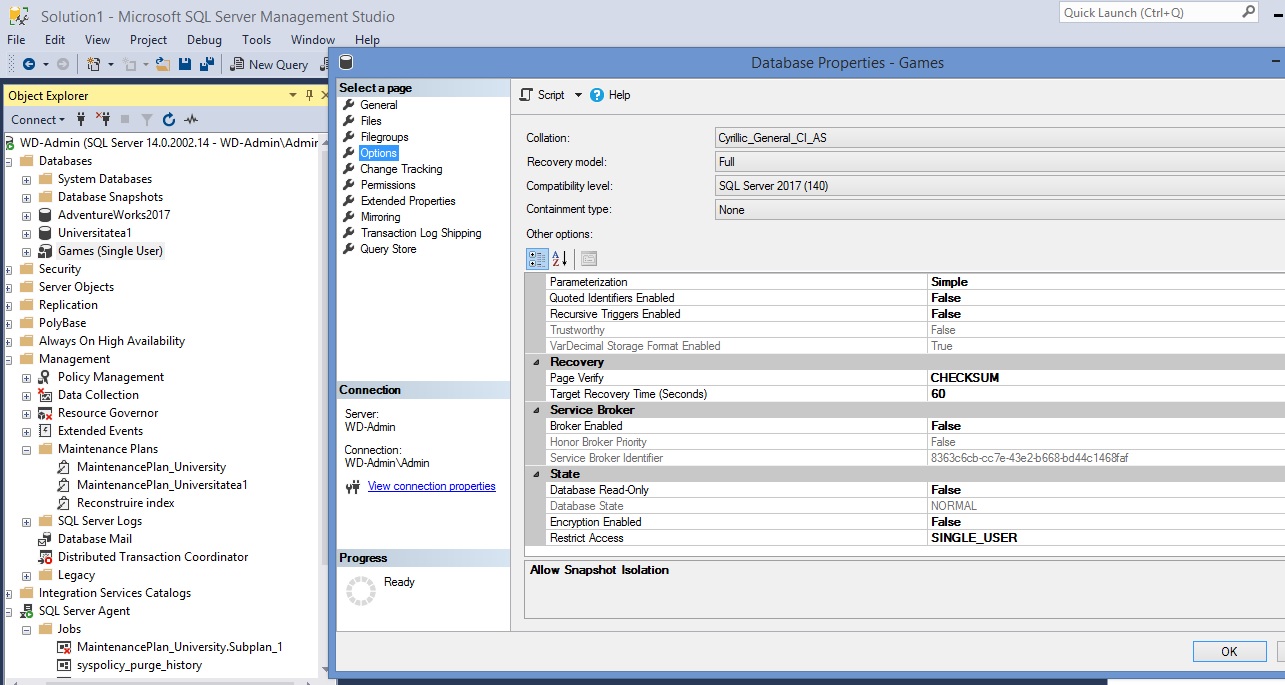 Solution1 - Microsoft SQL Server Management Studio
Quick Launch (Ctrl+Q)
File Edit View Project Debug Tools Window Help
New Query
Object Explorer
Connect
WD-Admin (SQL Server 14.0.2002.14 - WD-Admin\Admin
Databases
System Databases
Database Snapshots
AdventureWorks2017
Universitatea1
Games (Single User)
Security
Server Objects
Replication
PolyBase
Always On High Availability
Management
Policy Management
Data Collection
Resource Governor
Extended Events
Maintenance Plans
MaintenancePlan_University
MaintenancePlan_Universitatea1
Reconstruire index
SQL Server Logs
Database Mail
Distributed Transaction Coordinator
Legacy
Integration Services Catalogs
SQL Server Agent
Jobs
MaintenancePlan_University.Subplan_1
syspolicy_purge_history
Database Properties - Games
Select a page
General
Files
Filegroups
Options
Change Tracking
Permissions
Extended Properties
Mirroring
Transaction Log Shipping
Query Store
Connection
Server:
WD-Admin
Connection:
WD-Admin\Admin
View connection properties
Progress
Ready
Script Help
Collation: Cyrillic_General_CI_AS
Recovery model: Full
Compatibility level: SQL Server 2017 (140)
Containment type: None
Other options:
Parameterization Simple
Quoted Identifiers Enabled False
Recursive Triggers Enabled False
Trustworthy False
VarDecimal Storage Format Enabled True
Recovery
Page Verify CHECKSUM
Target Recovery Time (Seconds) 60
Service Broker
Broker Enabled False
Honor Broker Priority False
Service Broker Identifier 8363c6cb-cc7e-43e2-b668-bd44c1468faf
State
Database Read-Only False
Database State NORMAL
Encryption Enabled False
Restrict Access SINGLE_USER
Allow Snapshot Isolation
OK